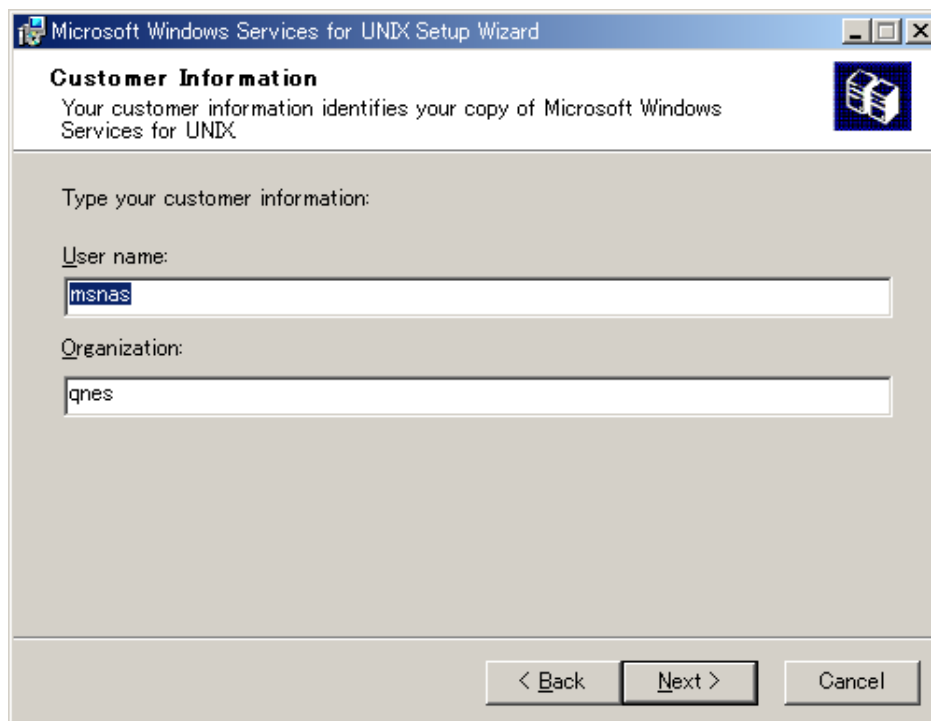 Microsoft Windows Services for UNIX Setup Wizard
Customer Information
Your customer information identifies your copy of Microsoft Windows
Services for UNIX
Type your customer information:
User name:
msnas
Organization:
qnes
< Back
Next >
Cancel